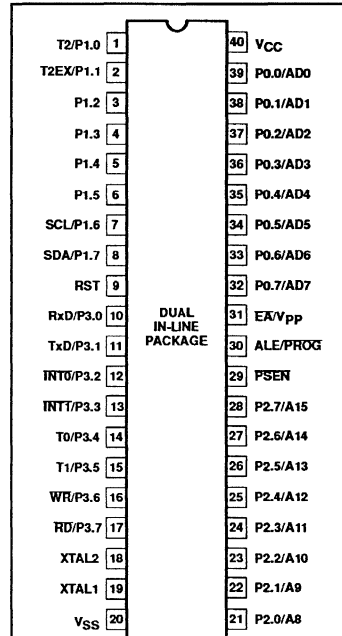 T2/P1.0 1 40 VCC
T2EX/P1.1 2 39 P0.0/AD0
P1.2 3 38 P0.1/AD1
P1.3 4 37 P0.2/AD2
P1.4 5 36 P0.3/AD3
P1.5 6 35 P0.4/AD4
SCL/P1.6 7 34 P0.5/AD5
SDA/P1.7 8 33 P0.6/AD6
RST 9 32 P0.7/AD7
RxD/P3.0 10 31 E̅A̅/VPP
TxD/P3.1 11 30 ALE/P̅R̅O̅G̅
I̅N̅T̅0̅/P3.2 12 29 P̅S̅E̅N̅
I̅N̅T̅1̅/P3.3 13 28 P2.7/A15
T0/P3.4 14 27 P2.6/A14
T1/P3.5 15 26 P2.5/A13
W̅R̅/P3.6 16 25 P2.4/A12
R̅D̅/P3.7 17 24 P2.3/A11
XTAL2 18 23 P2.2/A10
XTAL1 19 22 P2.1/A9
VSS 20 21 P2.0/A8
DUAL
IN-LINE
PACKAGE